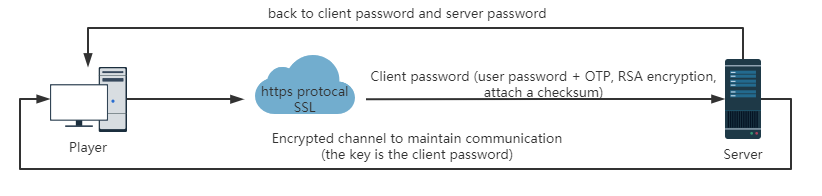 back to client password and server password
Client password (user password + OTP, RSA encryption,
attach a checksum)
https protocal
SSL
Encrypted channel to maintain communication
(the key is the client password)
Player
Server